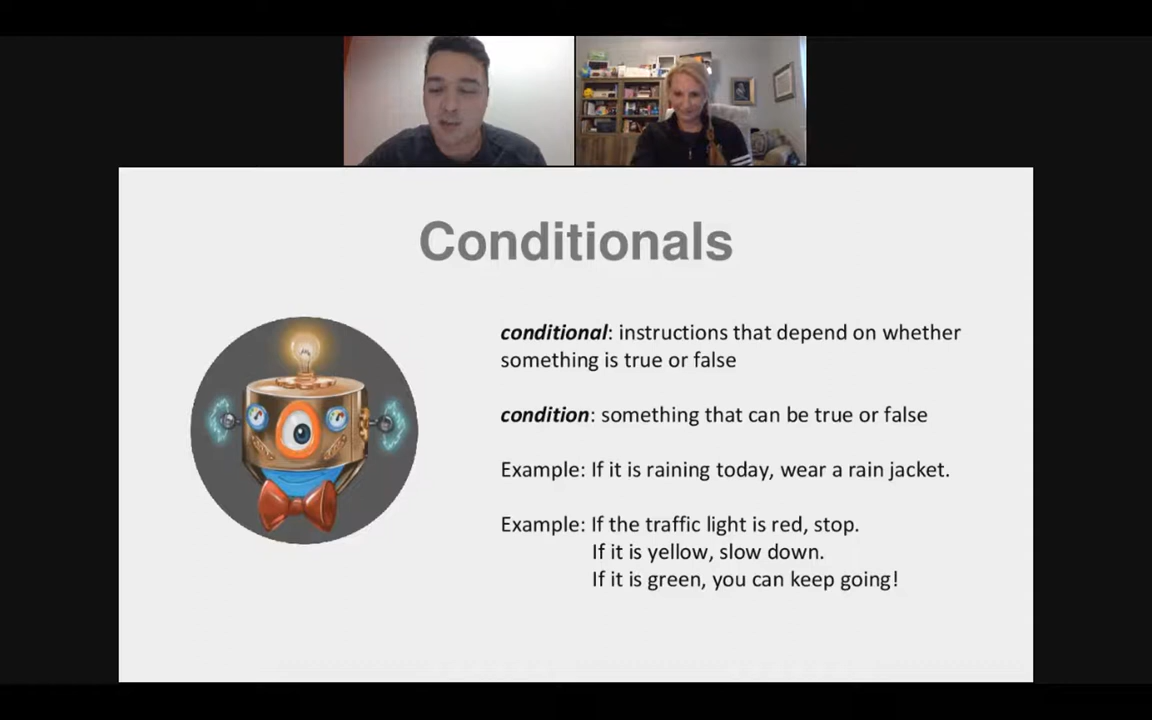 Conditionals
conditional: instructions that depend on whether
something is true or false
condition: something that can be true or false
Example: If it is raining today, wear a rain jacket.
Example: If the traffic light is red, stop.
If it is yellow, slow down.
If it is green, you can keep going!